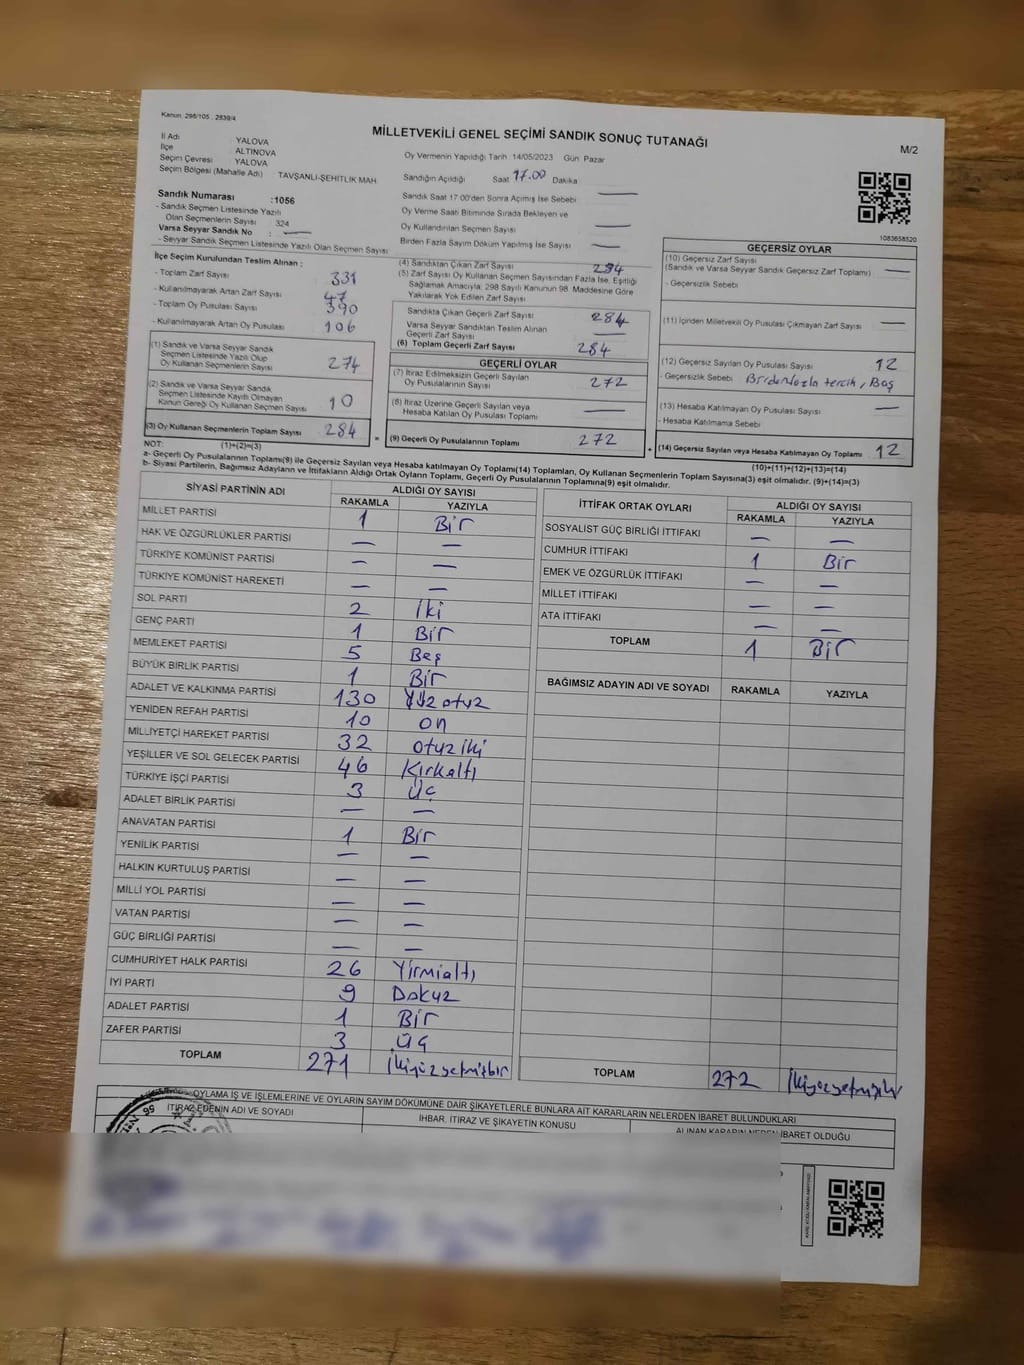 Kanun 298/105 , 2839/4
MİLLETVEKİLİ GENEL SEÇİMİ SANDIK SONUÇ TUTANAĞI
M/2
İl Adı YALOVA
İlçe ALTINOVA
Seçim Çevresi YALOVA
Seçim Bölgesi (Mahalle Adı) TAVŞANLI-ŞEHİTLİK MAH
Sandık Numarası :1056
- Sandık Seçmen Listesinde Yazılı
Olan Seçmenlerin Sayısı 324
Varsa Seyyar Sandık No : —
- Seyyar Sandık Seçmen Listesinde Yazılı Olan Seçmen Sayısı
Oy Vermenin Yapıldığı Tarih 14/05/2023 Gün Pazar
Sandığın Açıldığı Saat 17.00 Dakika
Sandık Saat 17 00'den Sonra Açımış İse Sebebi —
Oy Verme Saati Bitiminde Sırada Bekleyen ve
Oy Kullandırılan Seçmen Sayısı —
Birden Fazla Sayım Döküm Yapılmış İse Sayısı —
1083658520
İlçe Seçim Kurulundan Teslim Alınan :
- Toplam Zarf Sayısı 331
- Kullanılmayarak Artan Zarf Sayısı 47
- Toplam Oy Pusulası Sayısı 390
- Kullanılmayarak Artan Oy Pusulası 106
(1) Sandık ve Varsa Seyyar Sandık
Seçmen Listesinde Yazılı Olup
Oy Kullanan Seçmenlerin Sayısı 274
(2) Sandık ve Varsa Seyyar Sandık
Seçmen Listesinde Kayıtlı Olmayan
Kanun Gereği Oy Kullanan Seçmen Sayısı 10
(3) Oy Kullanan Seçmenlerin Toplam Sayısı 284 =
(4) Sandıktan Çıkan Zarf Sayısı 284
(5) Zarf Sayısı Oy Kullanan Seçmen Sayısından Fazla İse, Eşitliği
Sağlamak Amacıyla, 298 Sayılı Kanunun 98. Maddesine Göre
Yakılarak Yok Edilen Zarf Sayısı
Sandıkta Çıkan Geçerli Zarf Sayısı 284
Varsa Seyyar Sandıktan Teslim Alınan
Geçerli Zarf Sayısı —
(6) Toplam Geçerli Zarf Sayısı 284
GEÇERLİ OYLAR
(7) İtiraz Edilmeksizin Geçerli Sayılan
Oy Pusulalarının Sayısı 272
(8) İtiraz Üzerine Geçerli Sayılan veya
Hesaba Katılan Oy Pusulası Toplamı —
(9) Geçerli Oy Pusulalarının Toplamı 272 +
GEÇERSİZ OYLAR
(10) Geçersiz Zarf Sayısı
(Sandık ve Varsa Seyyar Sandık Geçersiz Zarf Toplamı) —
- Geçersizlik Sebebi
(11) İçinden Milletvekili Oy Pusulası Çıkmayan Zarf Sayısı —
(12) Geçersiz Sayılan Oy Pusulası Sayısı 12
- Geçersizlik Sebebi Birdenfazla tercih, Boş
(13) Hesaba Katılmayan Oy Pusulası Sayısı —
- Hesaba Katılmama Sebebi
(14) Geçersiz Sayılan veya Hesaba Katılmayan Oy Toplamı 12
NOT: (1)+(2)=(3)
(10)+(11)+(12)+(13)=(14)
a- Geçerli Oy Pusulalarının Toplamı(9) ile Geçersiz Sayılan veya Hesaba katılmayan Oy Toplamı(14) Toplamları, Oy Kullanan Seçmenlerin Toplam Sayısına(3) eşit olmalıdır. (9)+(14)=(3)
b- Siyasi Partilerin, Bağımsız Adayların ve İttifakların Aldığı Ortak Oyların Toplamı, Geçerli Oy Pusulalarının Toplamına(9) eşit olmalıdır.
SİYASİ PARTİNİN ADI ALDIĞI OY SAYISI
RAKAMLA YAZIYLA
MİLLET PARTİSİ 1 Bir
HAK VE ÖZGÜRLÜKLER PARTİSİ — —
TÜRKİYE KOMÜNİST PARTİSİ — —
TÜRKİYE KOMÜNİST HAREKETİ — —
SOL PARTİ 2 iki
GENÇ PARTİ 1 Bir
MEMLEKET PARTİSİ 5 Beş
BÜYÜK BİRLİK PARTİSİ 1 Bir
ADALET VE KALKINMA PARTİSİ 130 Yüz otuz
YENİDEN REFAH PARTİSİ 10 on
MİLLİYETÇİ HAREKET PARTİSİ 32 otuz iki
YEŞİLLER VE SOL GELECEK PARTİSİ 46 Kırkaltı
TÜRKİYE İŞÇİ PARTİSİ 3 Üç
ADALET BİRLİK PARTİSİ — —
ANAVATAN PARTİSİ 1 Bir
YENİLİK PARTİSİ — —
HALKIN KURTULUŞ PARTİSİ — —
MİLLİ YOL PARTİSİ — —
VATAN PARTİSİ — —
GÜÇ BİRLİĞİ PARTİSİ — —
CUMHURİYET HALK PARTİSİ 26 Yirmialtı
İYİ PARTİ 9 Dokuz
ADALET PARTİSİ 1 Bir
ZAFER PARTİSİ 3 üç
TOPLAM 271 ikiyüzyetmişbir
İTTİFAK ORTAK OYLARI ALDIĞI OY SAYISI
RAKAMLA YAZIYLA
SOSYALİST GÜÇ BİRLİĞİ İTTİFAKI — —
CUMHUR İTTİFAKI 1 Bir
EMEK VE ÖZGÜRLÜK İTTİFAKI — —
MİLLET İTTİFAKI — —
ATA İTTİFAKI — —
TOPLAM 1 Bir
BAĞIMSIZ ADAYIN ADI VE SOYADI RAKAMLA YAZIYLA
TOPLAM 272
OYLAMA İŞ VE İŞLEMLERİNE VE OYLARIN SAYIM DÖKÜMÜNE DAİR ŞİKAYETLERLE BUNLARA AİT KARARLARIN NELERDEN İBARET BULUNDUKLARI
İTİRAZ EDENİN ADI VE SOYADI
İHBAR, İTİRAZ VE ŞİKAYETİN KONUSU
ALINAN KARARIN NEDEN İBARET OLDUĞU